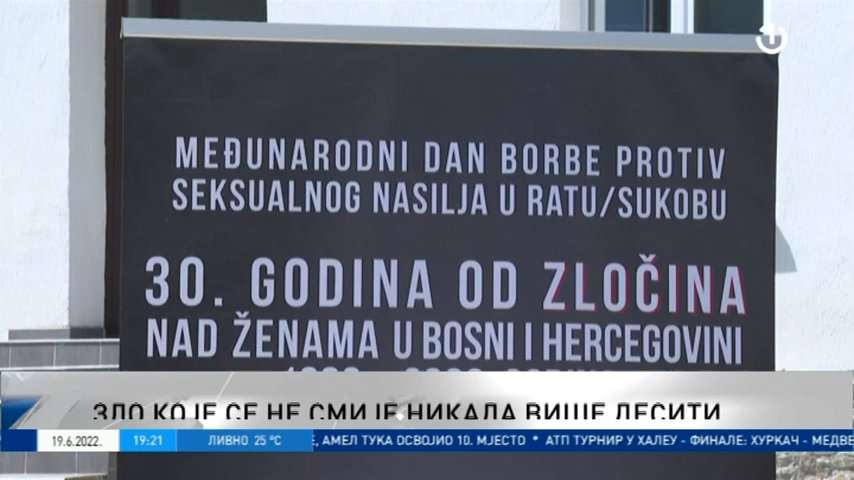 MEĐUNARODNI DAN BORBE PROTIV
SEKSUALNOG NASILJA U RATU/SUKOBU
30. GODINA OD ZLOČINA
NAD ŽENAMA U BOSNI I HERCEGOVINI
ЗЛО КОЈЕ СЕ НЕ СМИЈЕ НИКАДА ВИШЕ ДЕСИТИ
19.6.2022. 19:21 ЛИВНО 25 °C Е, АМЕЛ ТУКА ОСВОЈИО 10. МЈЕСТО * АТП ТУРНИР У ХАЛЕУ - ФИНАЛЕ: ХУРКАЧ - МЕДВЕ